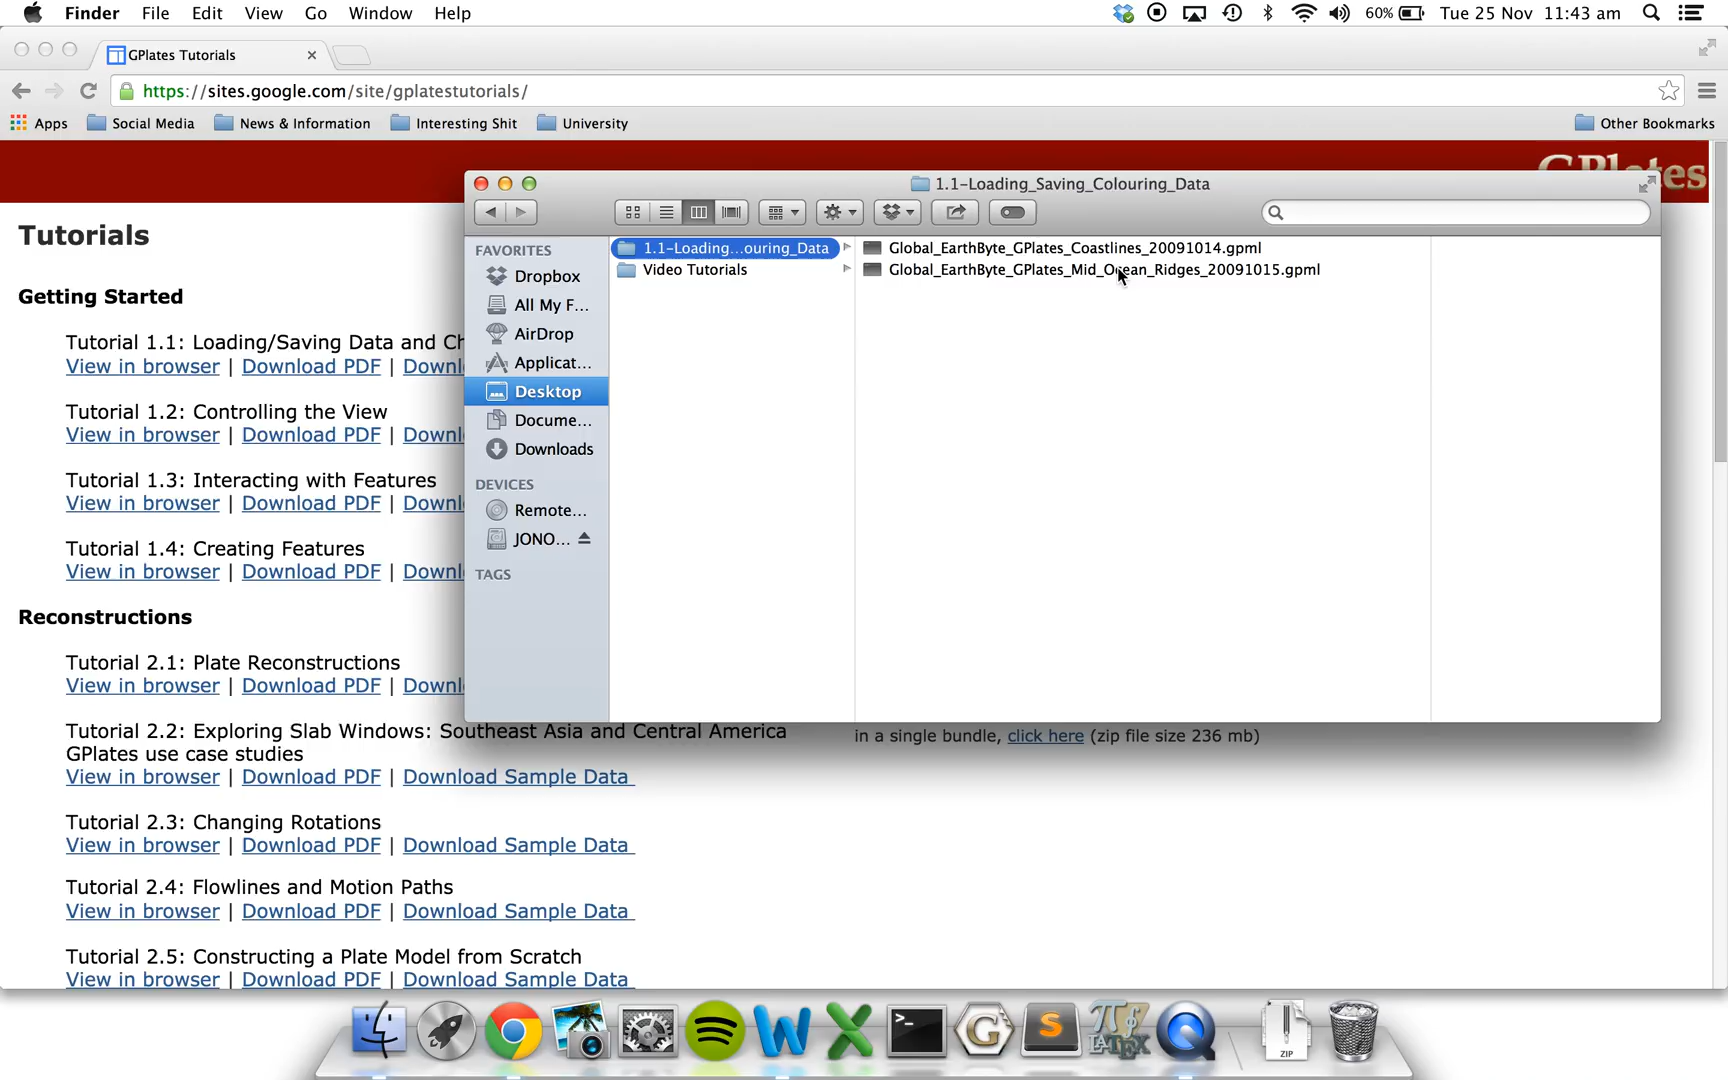 Finder File Edit View Go Window Help 60% Tue 25 Nov 11:43 am
GPlates Tutorials
https://sites.google.com/site/gplatestutorials/
Apps Social Media News & Information Interesting Shit University Other Bookmarks
GPlates
1.1-Loading_Saving_Colouring_Data
FAVORITES
Dropbox
All My F...
AirDrop
Applicat...
Desktop
Docume...
Downloads
DEVICES
Remote...
JONO...
TAGS
1.1-Loading...ouring_Data
Video Tutorials
Global_EarthByte_GPlates_Coastlines_20091014.gpml
Global_EarthByte_GPlates_Mid_Ocean_Ridges_20091015.gpml
Tutorials
Getting Started
Tutorial 1.1: Loading/Saving Data and Ch
View in browser | Download PDF | Downl
Tutorial 1.2: Controlling the View
View in browser | Download PDF | Downl
Tutorial 1.3: Interacting with Features
View in browser | Download PDF | Downl
Tutorial 1.4: Creating Features
View in browser | Download PDF | Downl
Reconstructions
Tutorial 2.1: Plate Reconstructions
View in browser | Download PDF | Downl
Tutorial 2.2: Exploring Slab Windows: Southeast Asia and Central America
GPlates use case studies
View in browser | Download PDF | Download Sample Data
in a single bundle, click here (zip file size 236 mb)
Tutorial 2.3: Changing Rotations
View in browser | Download PDF | Download Sample Data
Tutorial 2.4: Flowlines and Motion Paths
View in browser | Download PDF | Download Sample Data
Tutorial 2.5: Constructing a Plate Model from Scratch
View in browser | Download PDF | Download Sample Data
ZIP